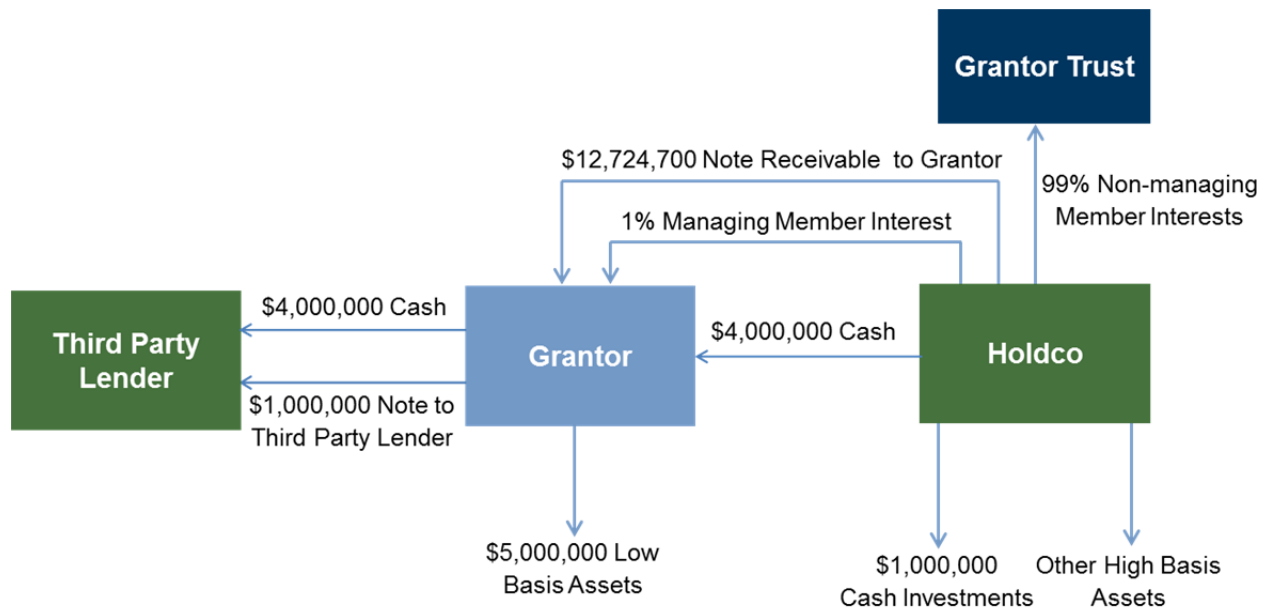 Grantor Trust
$12,724,700 Note Receivable to Grantor
99% Non-managing
Member Interests
1% Managing Member Interest
$4,000,000 Cash
Third Party
Lender
Grantor
$4,000,000 Cash
Holdco
$1,000,000 Note to
Third Party Lender
$5,000,000 Low
Basis Assets
$1,000,000
Cash Investments
Other High Basis
Assets